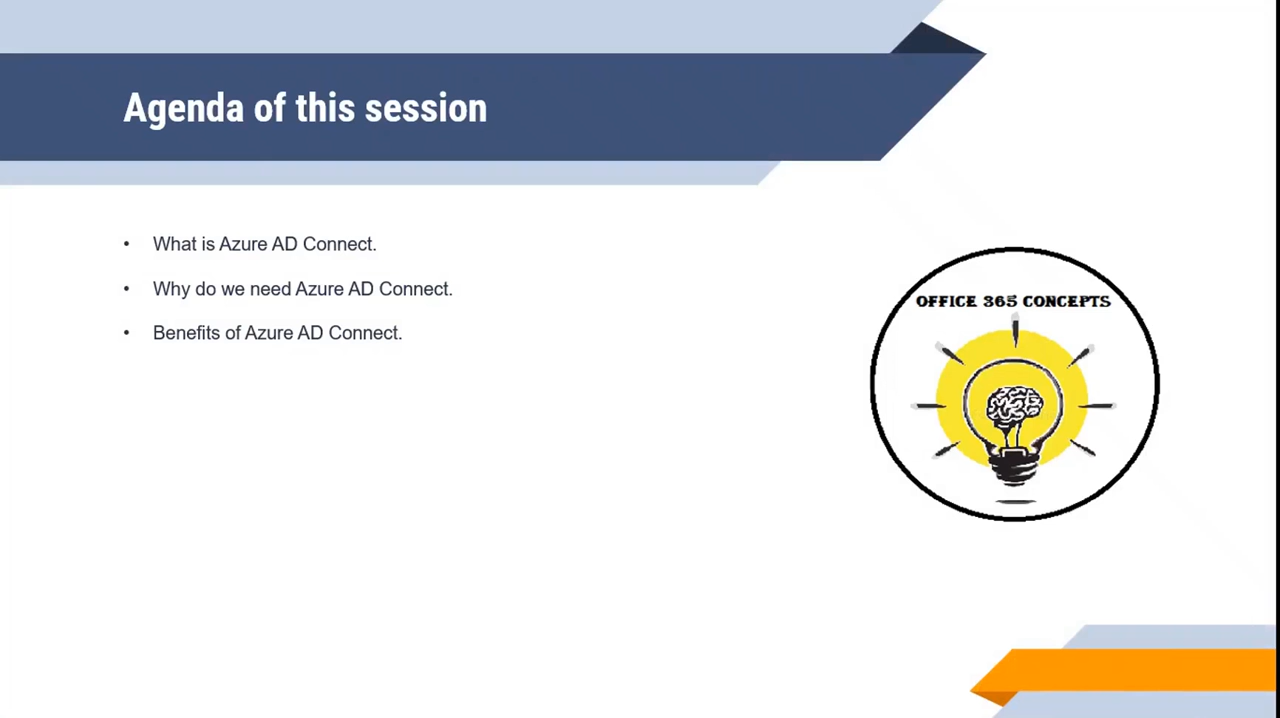 Agenda of this session
• What is Azure AD Connect.
• Why do we need Azure AD Connect.
• Benefits of Azure AD Connect.
OFFICE 365 CONCEPTS